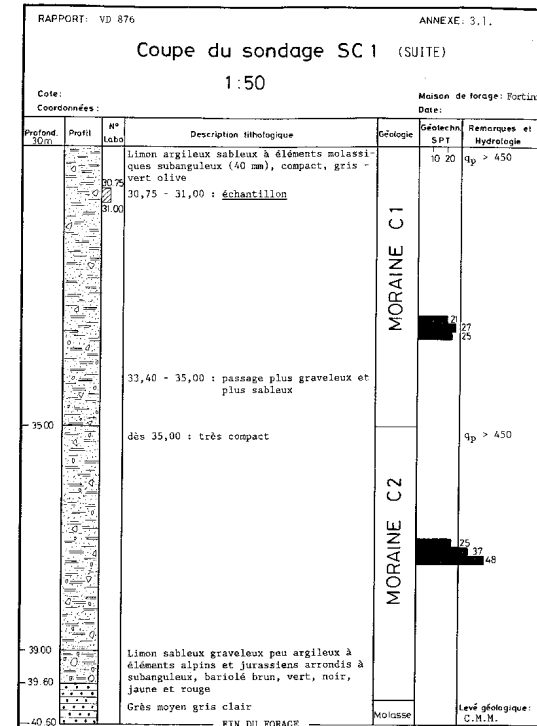 RAPPORT: VD 876
ANNEXE: 3.1.
Coupe du sondage SC 1 (SUITE)
1:50
Cote:
Coordonnées:
Maison de forage: Fortin
Date:
Profond.
30m
Profil
N°
Labo
Description lithologique
Géologie
Géotechn.
SPT
10 20
Remarques et
Hydrologie
Limon argileux sableux à éléments molassi-
ques subanguleux (40 mm), compact, gris -
vert olive
qp > 450
30.75
31.00
30,75 - 31,00 : échantillon
MORAINE C1
21
27
25
33,40 - 35,00 : passage plus graveleux et
plus sableux
35.00
dès 35,00 : très compact
qp > 450
MORAINE C2
25
37
48
39.00
Limon sableux graveleux peu argileux à
éléments alpins et jurassiens arrondis à
subanguleux, bariolé brun, vert, noir,
jaune et rouge
39.60
Grès moyen gris clair
Molasse
Levé géologique:
C.M.M.
40.60
FIN DU FORAGE